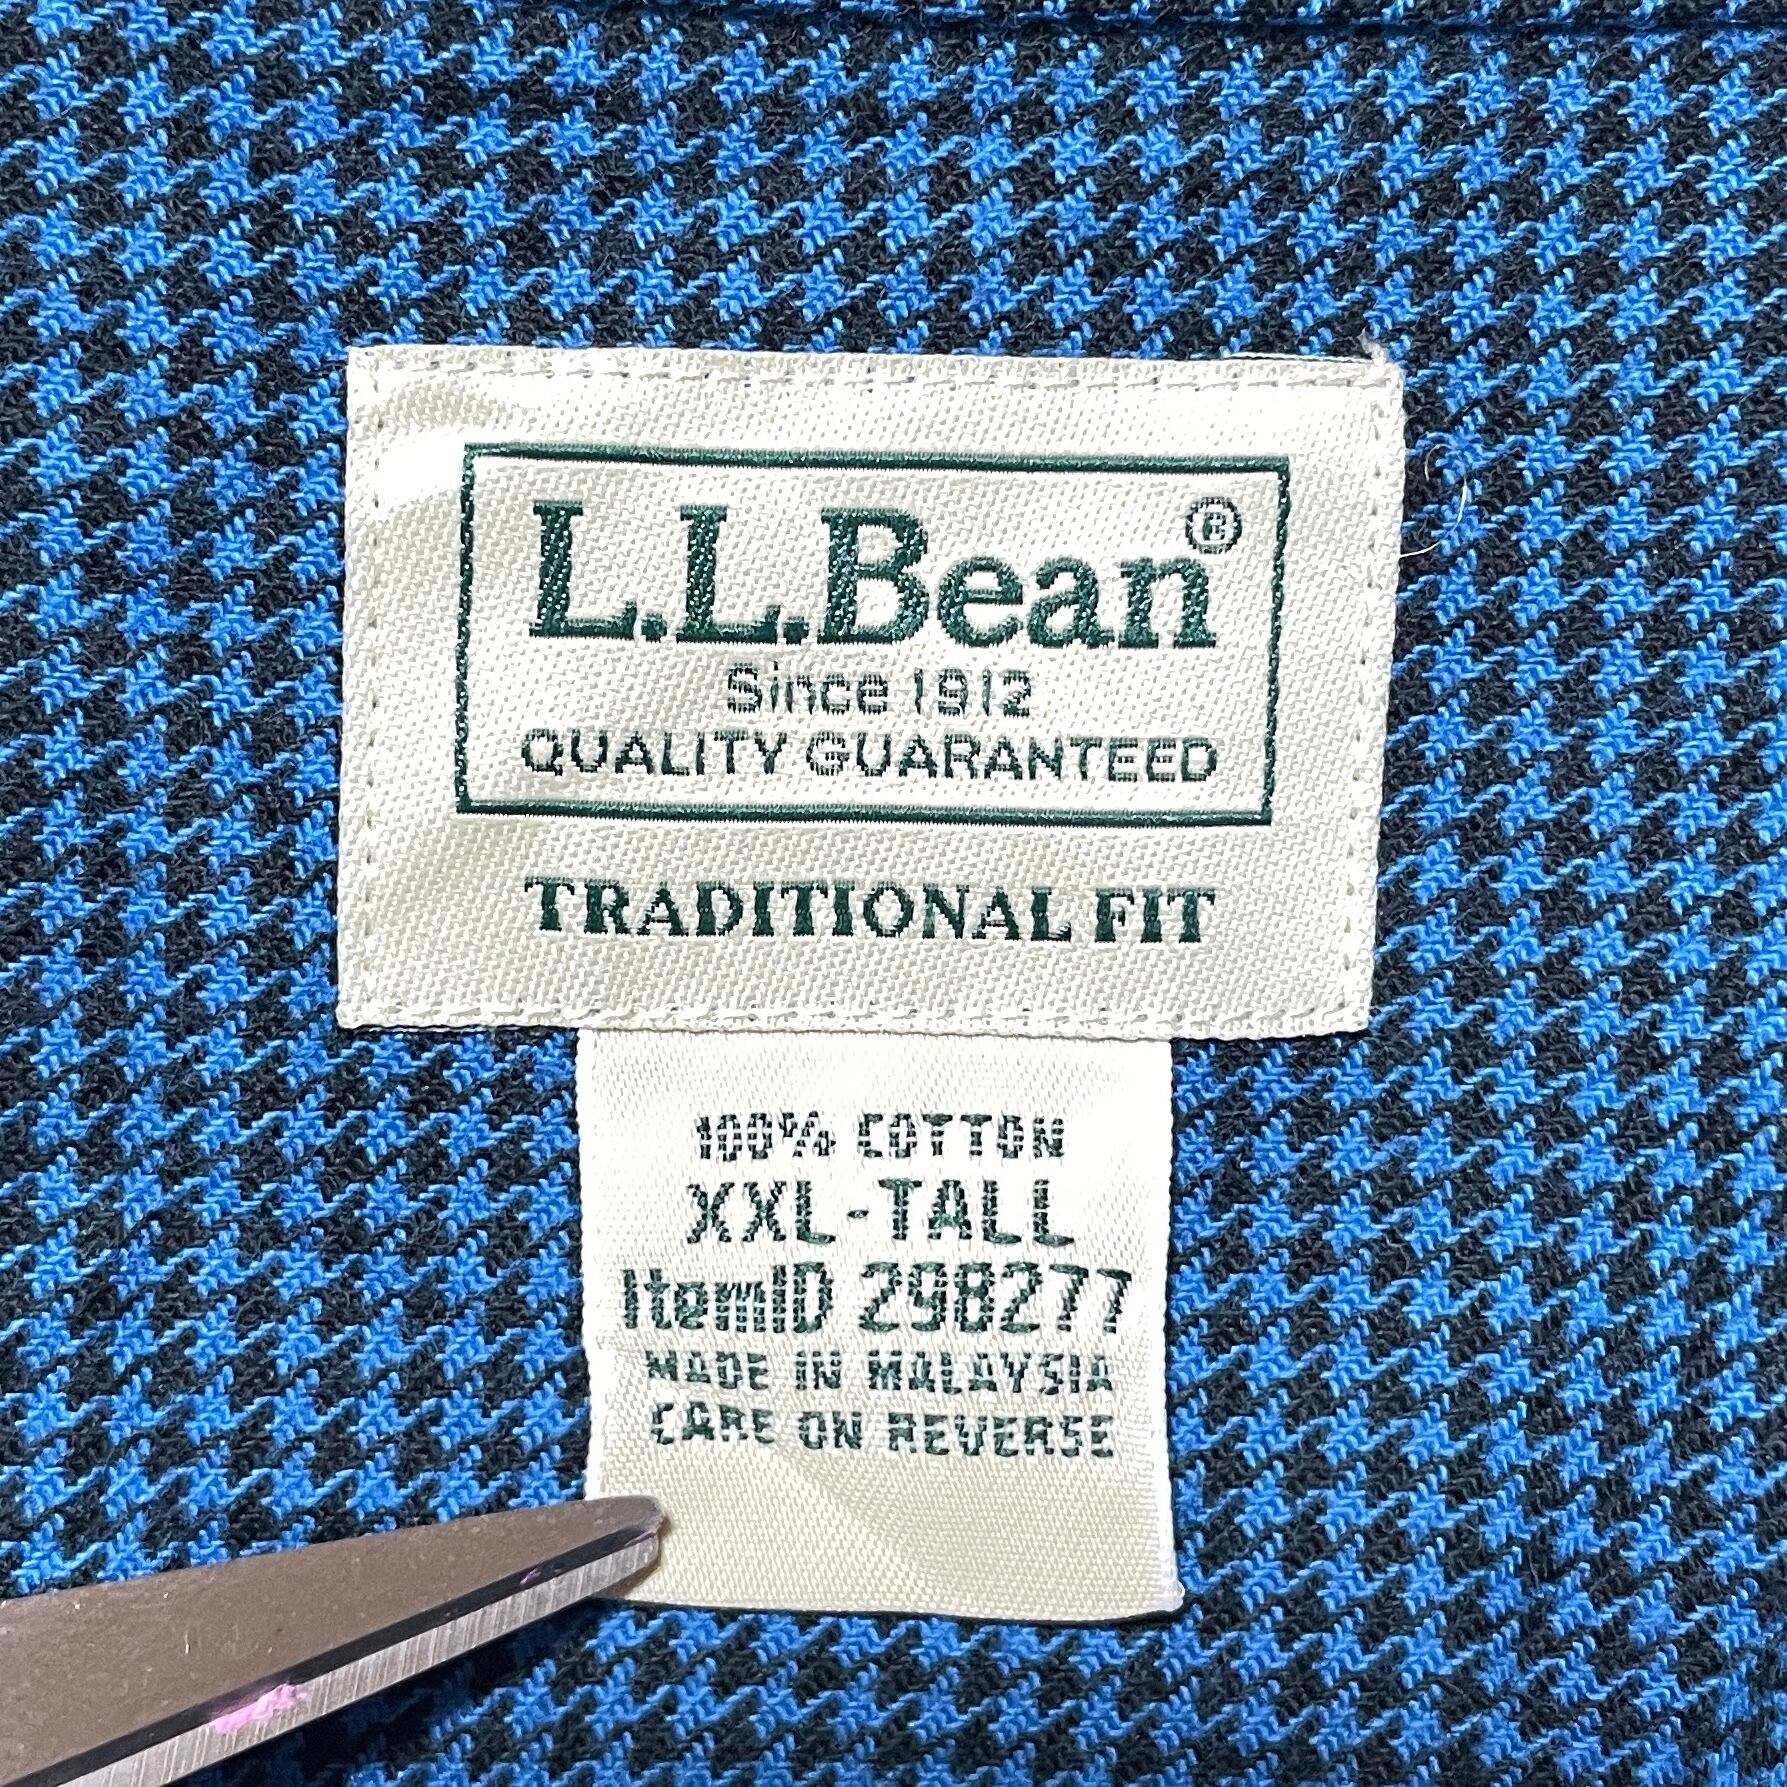 L.L.Bean®
Since 1912
QUALITY GUARANTEED
TRADITIONAL FIT
100% COTTON
XXL-TALL
ItemID 298277
MADE IN MALAYSIA
CARE ON REVERSE